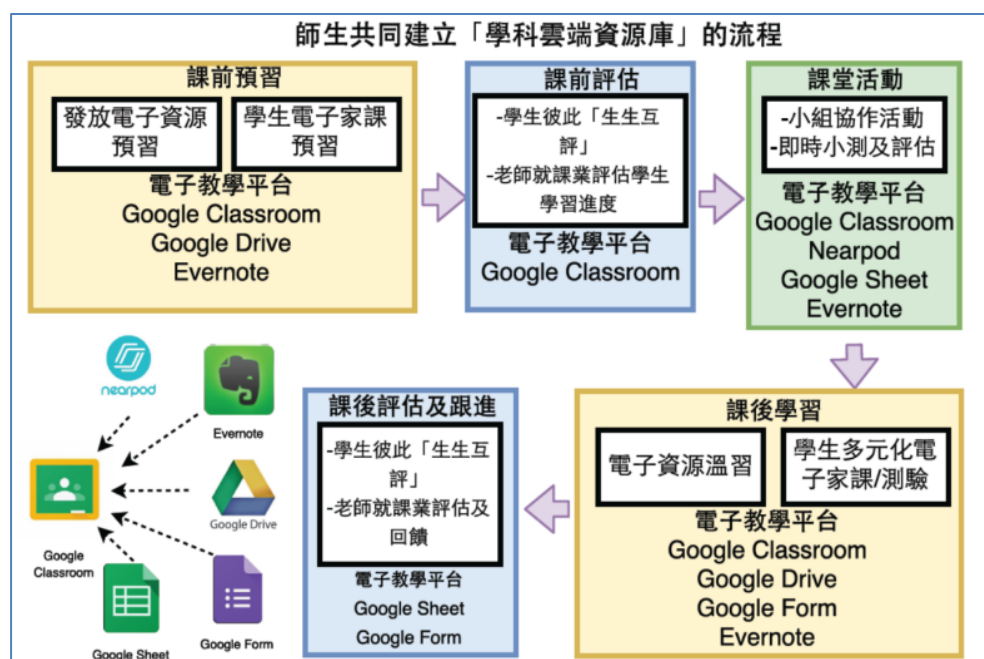 師生共同建立「學科雲端資源庫」的流程
課前預習
發放電子資源
預習
學生電子家課
預習
電子教學平台
Google Classroom
Google Drive
Evernote
課前評估
-學生彼此「生生互
評」
-老師就課業評估學生
學習進度
電子教學平台
Google Classroom
課堂活動
-小組協作活動
-即時小測及評估
電子教學平台
Google Classroom
Nearpod
Google Sheet
Evernote
課後學習
電子資源溫習
學生多元化電
子家課/測驗
電子教學平台
Google Classroom
Google Drive
Google Form
Evernote
課後評估及跟進
-學生彼此「生生互
評」
-老師就課業評估及
回饋
電子教學平台
Google Sheet
Google Form
nearpod
Evernote
Google Drive
Google
Classroom
Google Sheet
Google Form